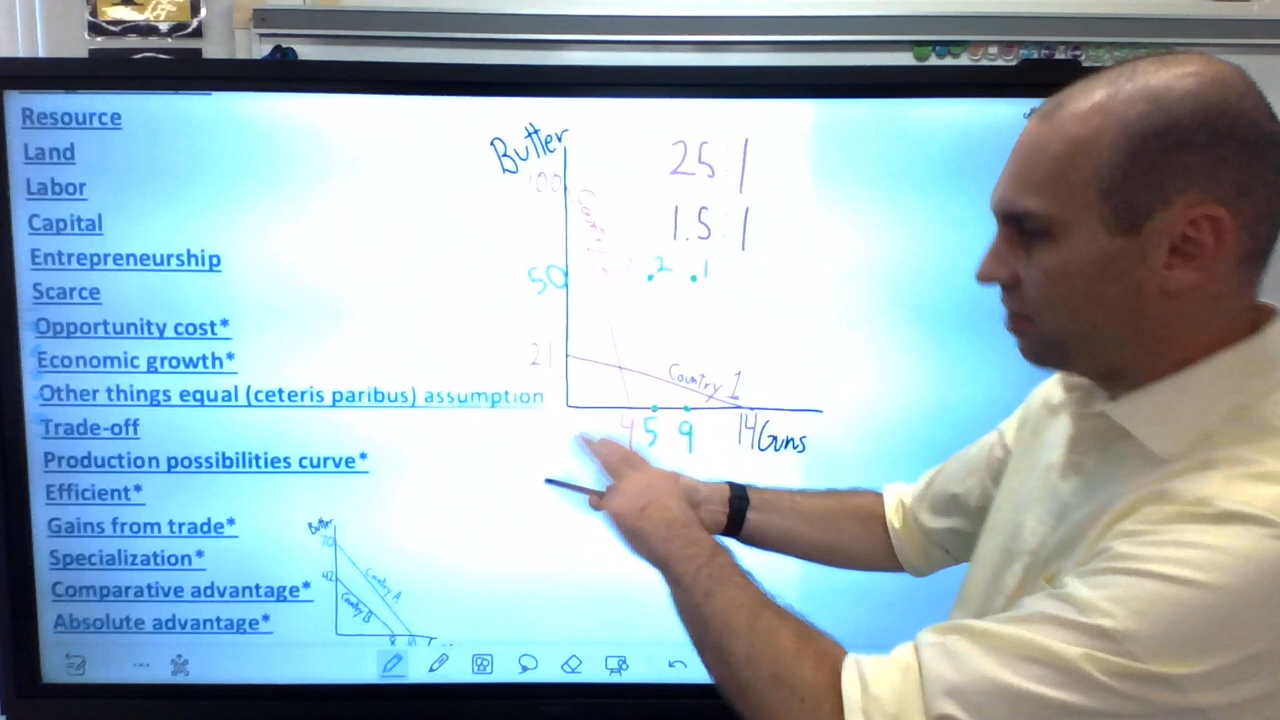 Resource
Land
Labor
Capital
Entrepreneurship
Scarce
Opportunity cost*
Economic growth*
Other things equal (ceteris paribus) assumption
Trade-off
Production possibilities curve*
Efficient*
Gains from trade*
Specialization*
Comparative advantage*
Absolute advantage*
Butter
100
25:1
1.5:1
50
2
1
21
Country 1
4 5 9 14 Guns
Butter
70
42
Country A
Country B